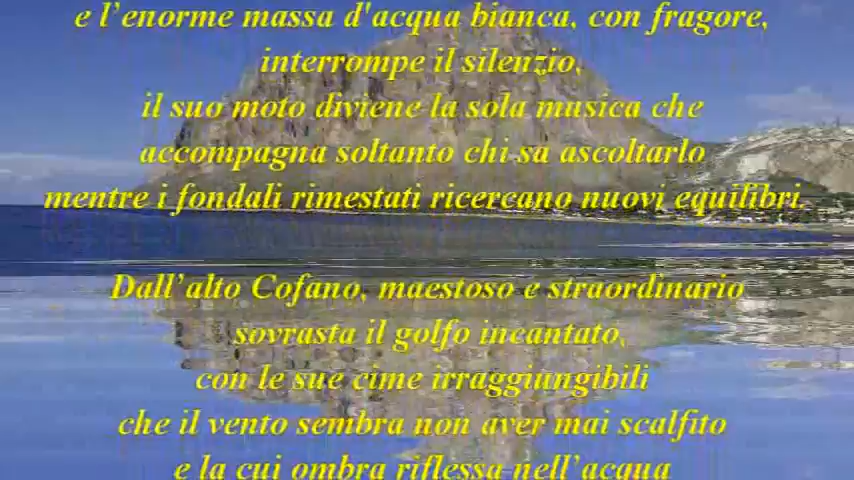 e l’enorme massa d'acqua bianca, con fragore,
interrompe il silenzio,
il suo moto diviene la sola musica che
accompagna soltanto chi sa ascoltarlo
mentre i fondali rimestati ricercano nuovi equilibri.
Dall’alto Cofano, maestoso e straordinario
sovrasta il golfo incantato,
con le sue cime irraggiungibili
che il vento sembra non aver mai scalfito
e la cui ombra riflessa nell’acqua